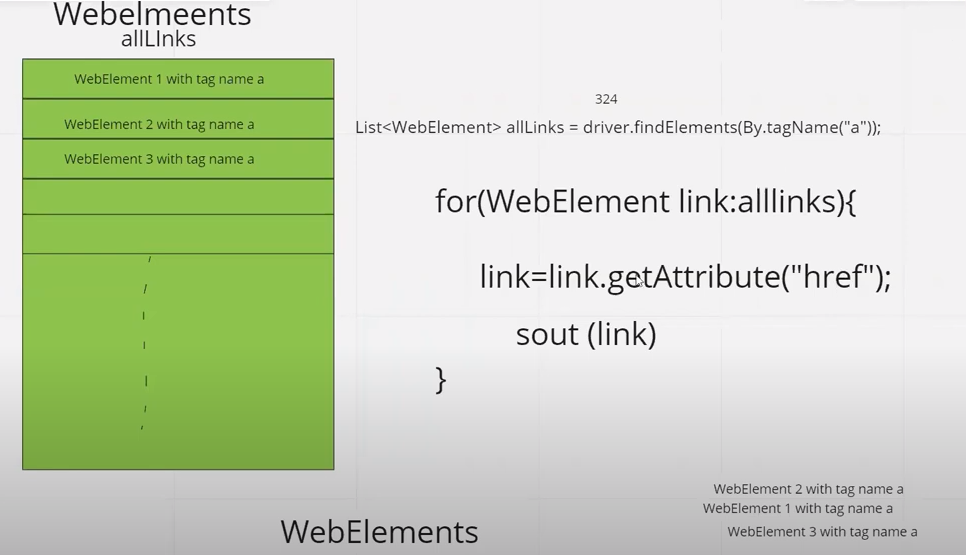 Webelmeents
allLInks
WebElement 1 with tag name a
WebElement 2 with tag name a
WebElement 3 with tag name a
324
List<WebElement> allLinks = driver.findElements(By.tagName("a"));
for(WebElement link:alllinks){
link=link.getAttribute("href");
sout (link)
}
WebElement 2 with tag name a
WebElement 1 with tag name a
WebElement 3 with tag name a
WebElements